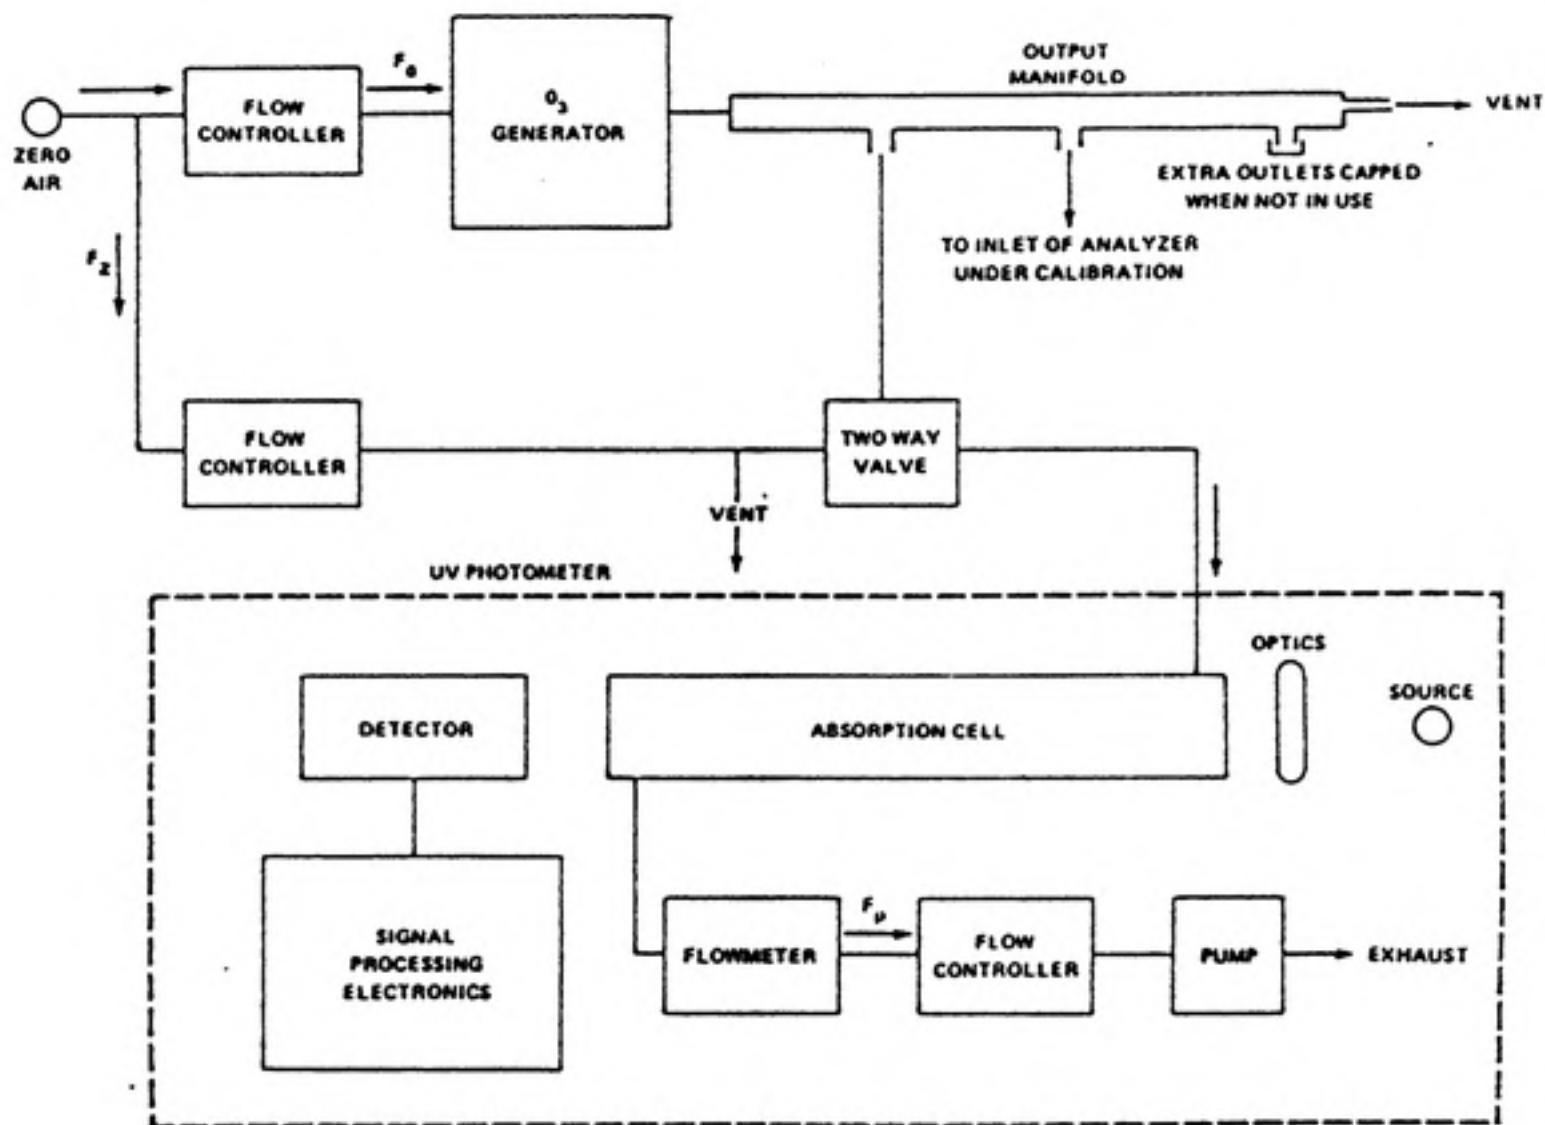 ZERO
AIR
FLOW
CONTROLLER
F₀
O₃
GENERATOR
OUTPUT
MANIFOLD
VENT
EXTRA OUTLETS CAPPED
WHEN NOT IN USE
TO INLET OF ANALYZER
UNDER CALIBRATION
F_Z
FLOW
CONTROLLER
VENT
TWO WAY
VALVE
UV PHOTOMETER
OPTICS
SOURCE
DETECTOR
ABSORPTION CELL
SIGNAL
PROCESSING
ELECTRONICS
FLOWMETER
F_p
FLOW
CONTROLLER
PUMP
EXHAUST